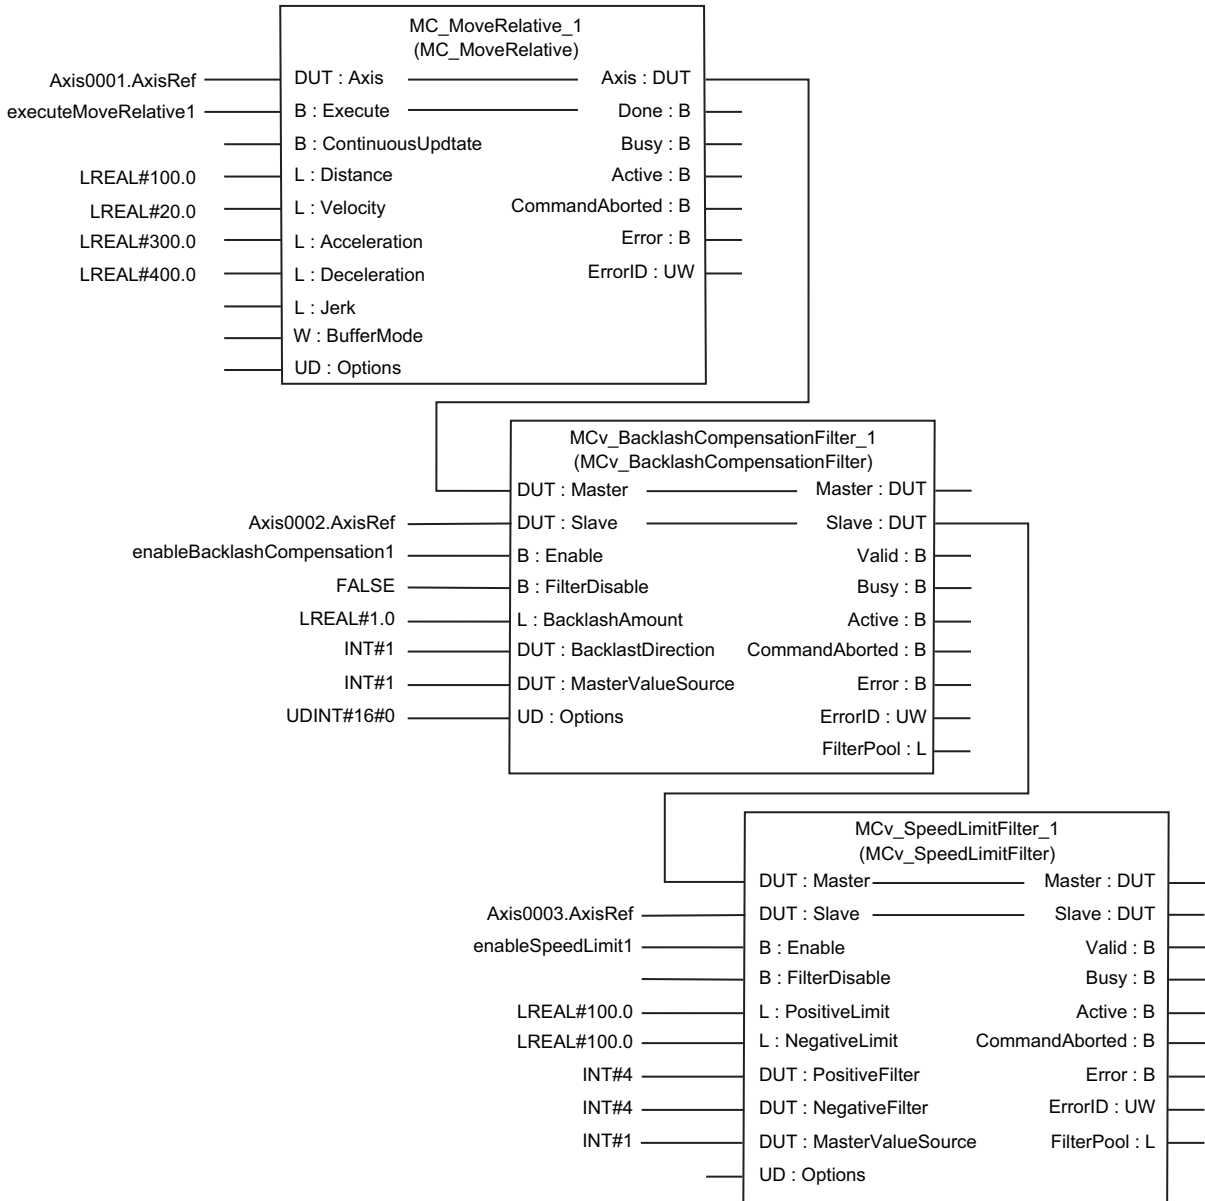 MC_MoveRelative_1
(MC_MoveRelative)
Axis0001.AxisRef DUT : Axis Axis : DUT
executeMoveRelative1 B : Execute Done : B
B : ContinuousUpdtate Busy : B
LREAL#100.0 L : Distance Active : B
LREAL#20.0 L : Velocity CommandAborted : B
LREAL#300.0 L : Acceleration Error : B
LREAL#400.0 L : Deceleration ErrorID : UW
L : Jerk
W : BufferMode
UD : Options
MCv_BacklashCompensationFilter_1
(MCv_BacklashCompensationFilter)
DUT : Master Master : DUT
Axis0002.AxisRef DUT : Slave Slave : DUT
enableBacklashCompensation1 B : Enable Valid : B
FALSE B : FilterDisable Busy : B
LREAL#1.0 L : BacklashAmount Active : B
INT#1 DUT : BacklastDirection CommandAborted : B
INT#1 DUT : MasterValueSource Error : B
UDINT#16#0 UD : Options ErrorID : UW
FilterPool : L
MCv_SpeedLimitFilter_1
(MCv_SpeedLimitFilter)
DUT : Master Master : DUT
Axis0003.AxisRef DUT : Slave Slave : DUT
enableSpeedLimit1 B : Enable Valid : B
B : FilterDisable Busy : B
LREAL#100.0 L : PositiveLimit Active : B
LREAL#100.0 L : NegativeLimit CommandAborted : B
INT#4 DUT : PositiveFilter Error : B
INT#4 DUT : NegativeFilter ErrorID : UW
INT#1 DUT : MasterValueSource FilterPool : L
UD : Options